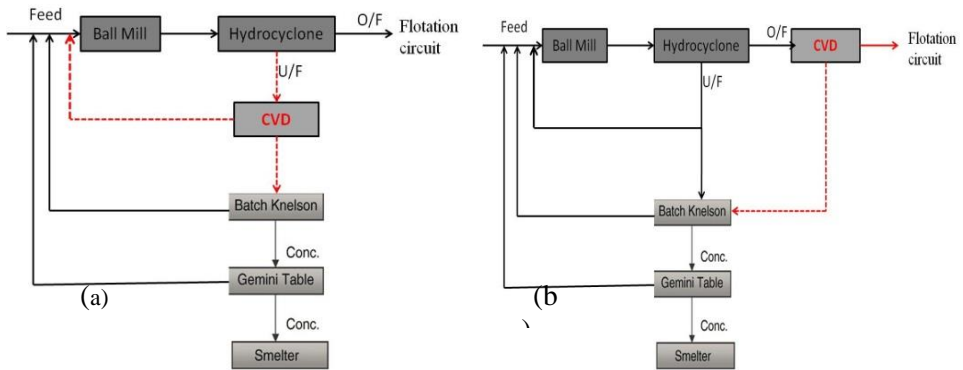 Feed
Ball Mill
Hydrocyclone
O/F
Flotation
circuit
U/F
CVD
Batch Knelson
Conc.
Gemini Table
(a)
Conc.
Smelter
Feed
Ball Mill
Hydrocyclone
O/F
CVD
Flotation
circuit
U/F
Batch Knelson
Conc.
Gemini Table
(b
Conc.
Smelter